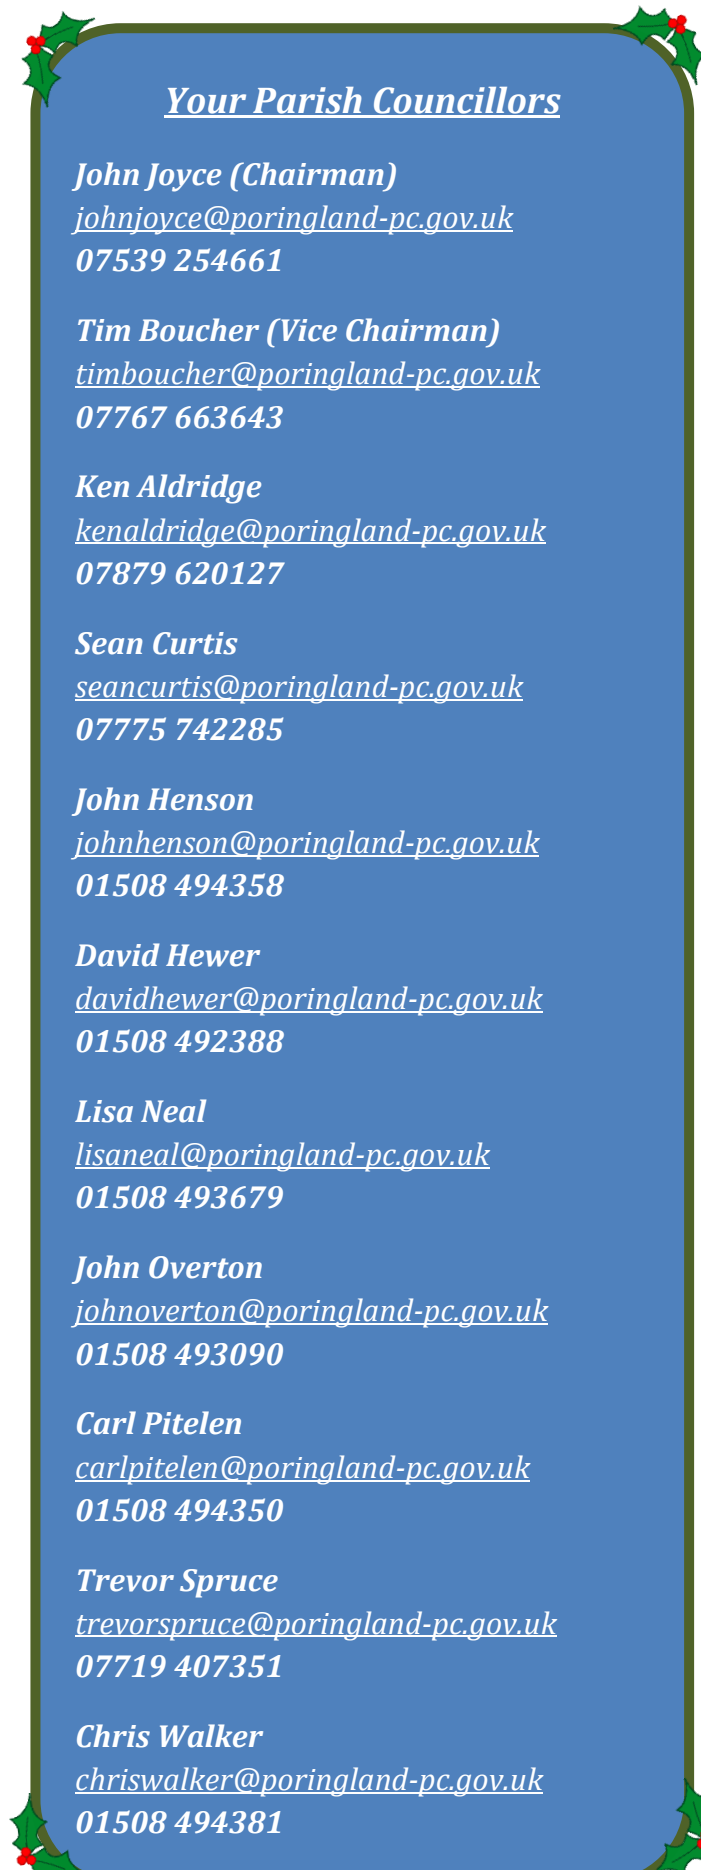 Your Parish Councillors
John Joyce (Chairman)
johnjoyce@poringland-pc.gov.uk
07539 254661
Tim Boucher (Vice Chairman)
timboucher@poringland-pc.gov.uk
07767 663643
Ken Aldridge
kenaldridge@poringland-pc.gov.uk
07879 620127
Sean Curtis
seancurtis@poringland-pc.gov.uk
07775 742285
John Henson
johnhenson@poringland-pc.gov.uk
01508 494358
David Hewer
davidhewer@poringland-pc.gov.uk
01508 492388
Lisa Neal
lisaneal@poringland-pc.gov.uk
01508 493679
John Overton
johnoverton@poringland-pc.gov.uk
01508 493090
Carl Pitelen
carlpitelen@poringland-pc.gov.uk
01508 494350
Trevor Spruce
trevorspruce@poringland-pc.gov.uk
07719 407351
Chris Walker
chriswalker@poringland-pc.gov.uk
01508 494381